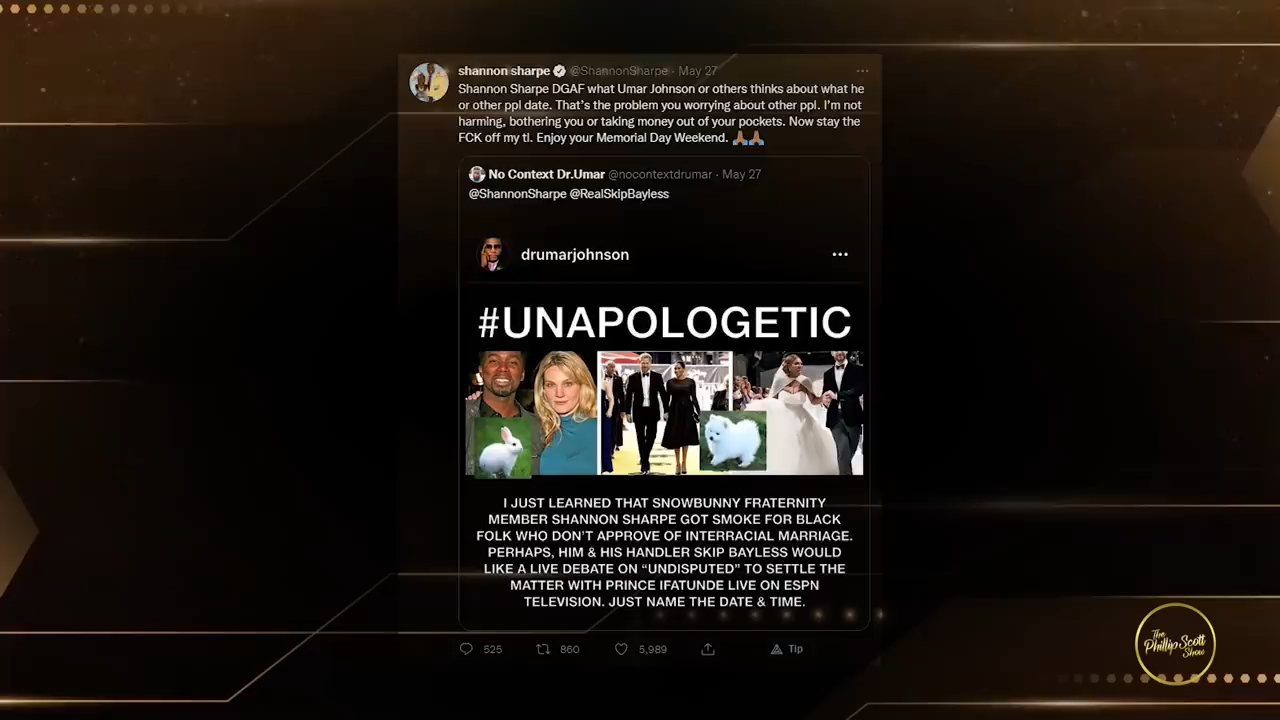 shannon sharpe @ShannonSharpe · May 27
Shannon Sharpe DGAF what Umar Johnson or others thinks about what he
or other ppl date. That's the problem you worrying about other ppl. I'm not
harming, bothering you or taking money out of your pockets. Now stay the
FCK off my tl. Enjoy your Memorial Day Weekend. 🙏🏾🙏🏾
No Context Dr.Umar @nocontextdrumar · May 27
@ShannonSharpe @RealSkipBayless
drumarjohnson
#UNAPOLOGETIC
I JUST LEARNED THAT SNOWBUNNY FRATERNITY
MEMBER SHANNON SHARPE GOT SMOKE FOR BLACK
FOLK WHO DON'T APPROVE OF INTERRACIAL MARRIAGE.
PERHAPS, HIM & HIS HANDLER SKIP BAYLESS WOULD
LIKE A LIVE DEBATE ON “UNDISPUTED” TO SETTLE THE
MATTER WITH PRINCE IFATUNDE LIVE ON ESPN
TELEVISION. JUST NAME THE DATE & TIME.
525 860 5,989 Tip
The
Phillip Scott
Show